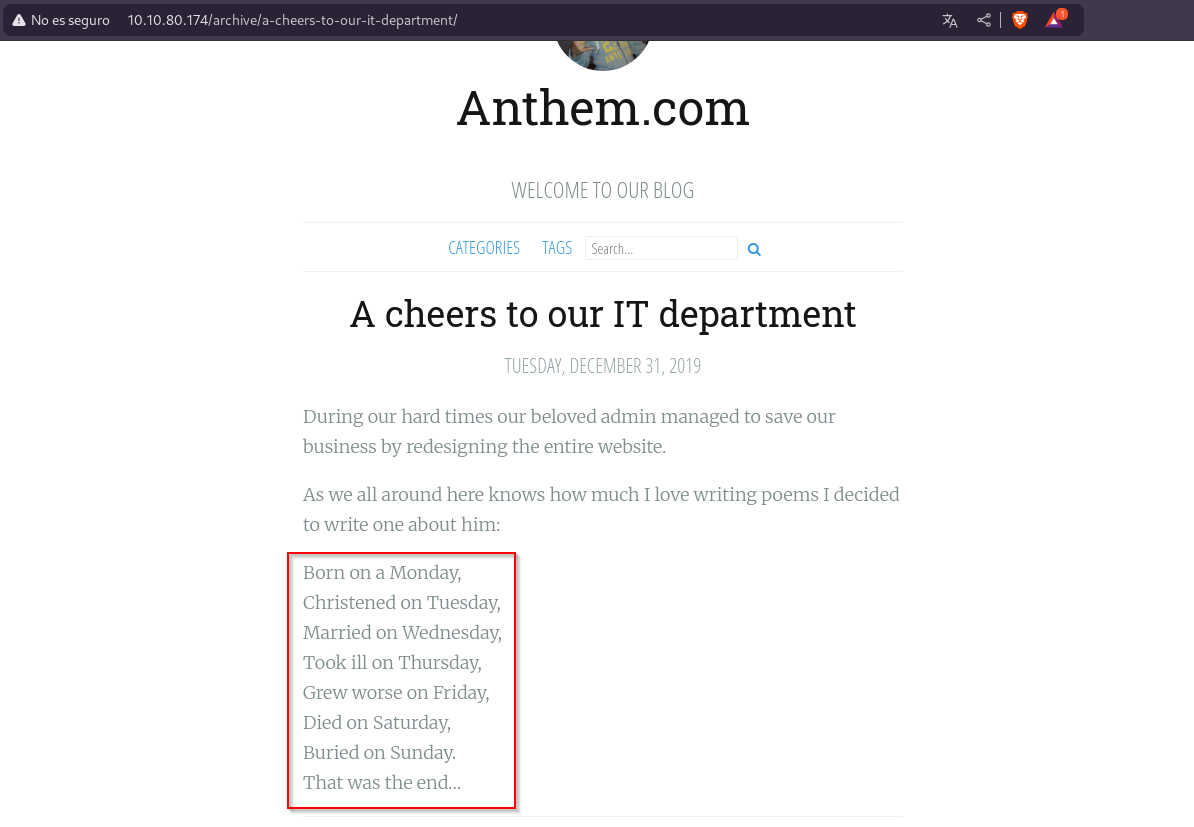 No es seguro 10.10.80.174/archive/a-cheers-to-our-it-department/
1
Anthem.com
WELCOME TO OUR BLOG
CATEGORIES TAGS Search...
A cheers to our IT department
TUESDAY, DECEMBER 31, 2019
During our hard times our beloved admin managed to save our
business by redesigning the entire website.
As we all around here knows how much I love writing poems I decided
to write one about him:
Born on a Monday,
Christened on Tuesday,
Married on Wednesday,
Took ill on Thursday,
Grew worse on Friday,
Died on Saturday,
Buried on Sunday.
That was the end…